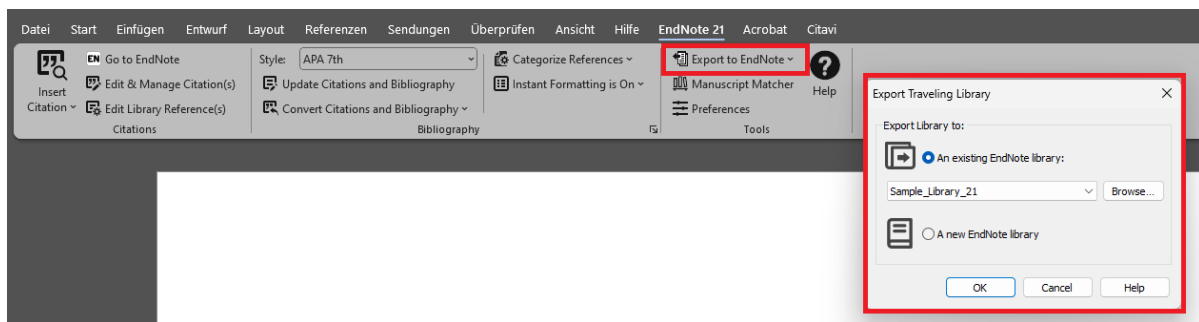 Datei Start Einfügen Entwurf Layout Referenzen Sendungen Überprüfen Ansicht Hilfe EndNote 21 Acrobat Citavi
Insert Citation
EN Go to EndNote
Edit & Manage Citation(s)
Edit Library Reference(s)
Citations
Style: APA 7th
Update Citations and Bibliography
Convert Citations and Bibliography
Categorize References
Instant Formatting is On
Bibliography
Export to EndNote
Manuscript Matcher
Preferences
Tools
? Help
Export Traveling Library
Export Library to:
An existing EndNote library:
Sample_Library_21 Browse...
A new EndNote library
OK Cancel Help